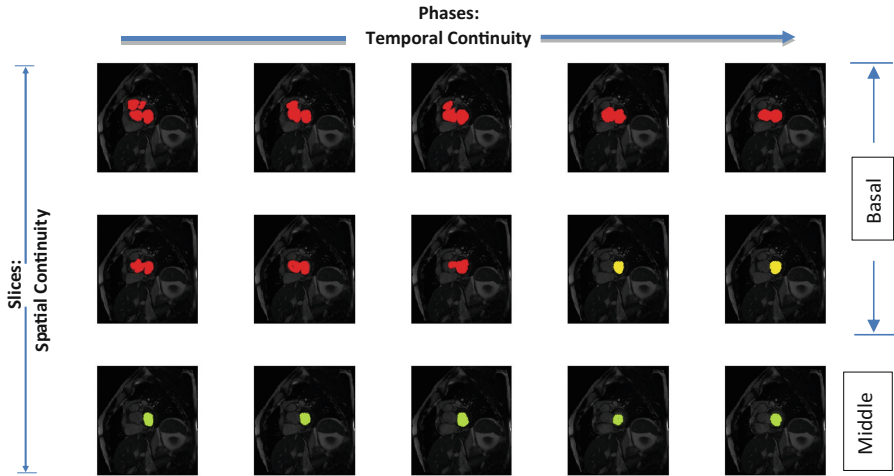 Phases:
Temporal Continuity
Slices:
Spatial Continuity
Basal
Middle